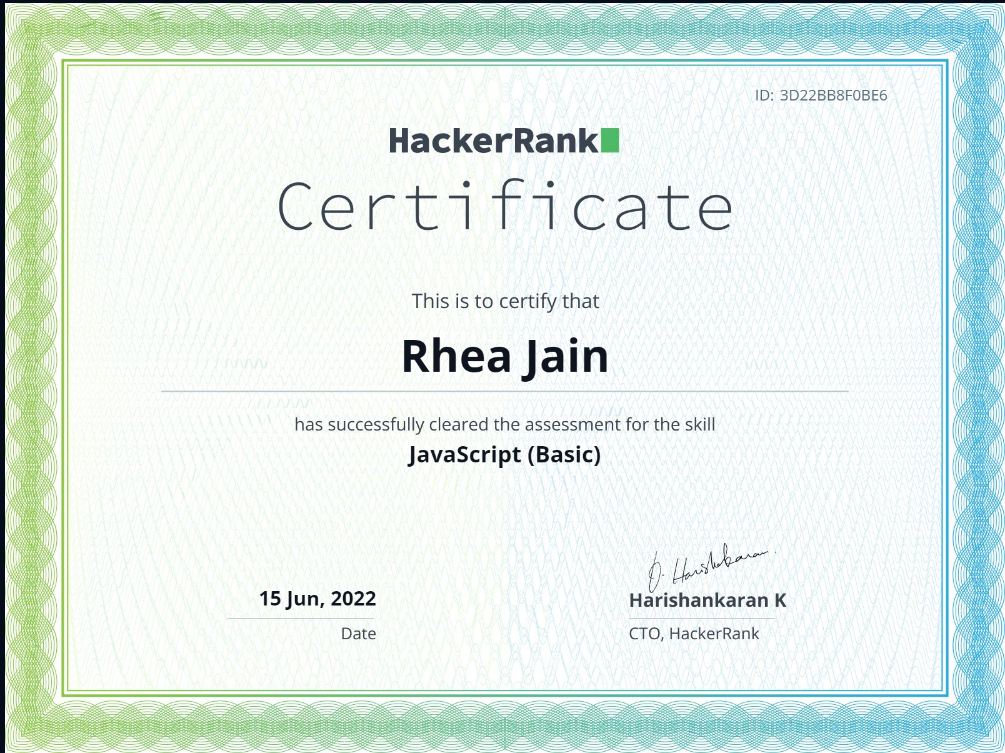 ID: 3D22BB8F0BE6
HackerRank
Certificate
This is to certify that
Rhea Jain
has successfully cleared the assessment for the skill
JavaScript (Basic)
15 Jun, 2022
Date
Harishankaran K
CTO, HackerRank